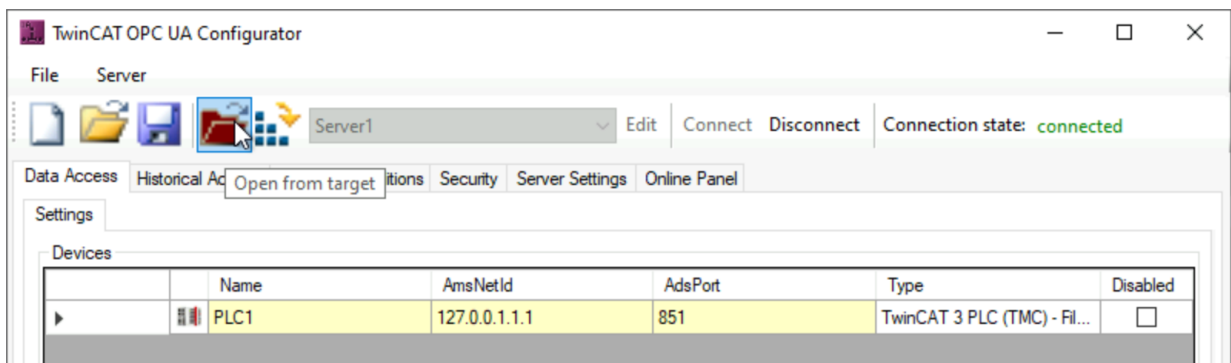 TwinCAT OPC UA Configurator
File Server
Server1 Edit Connect Disconnect Connection state: connected
Data Access Historical Ac itions Security Server Settings Online Panel
Open from target
Settings
Devices
Name AmsNetId AdsPort Type Disabled
PLC1 127.0.0.1.1.1 851 TwinCAT 3 PLC (TMC) - Fil...